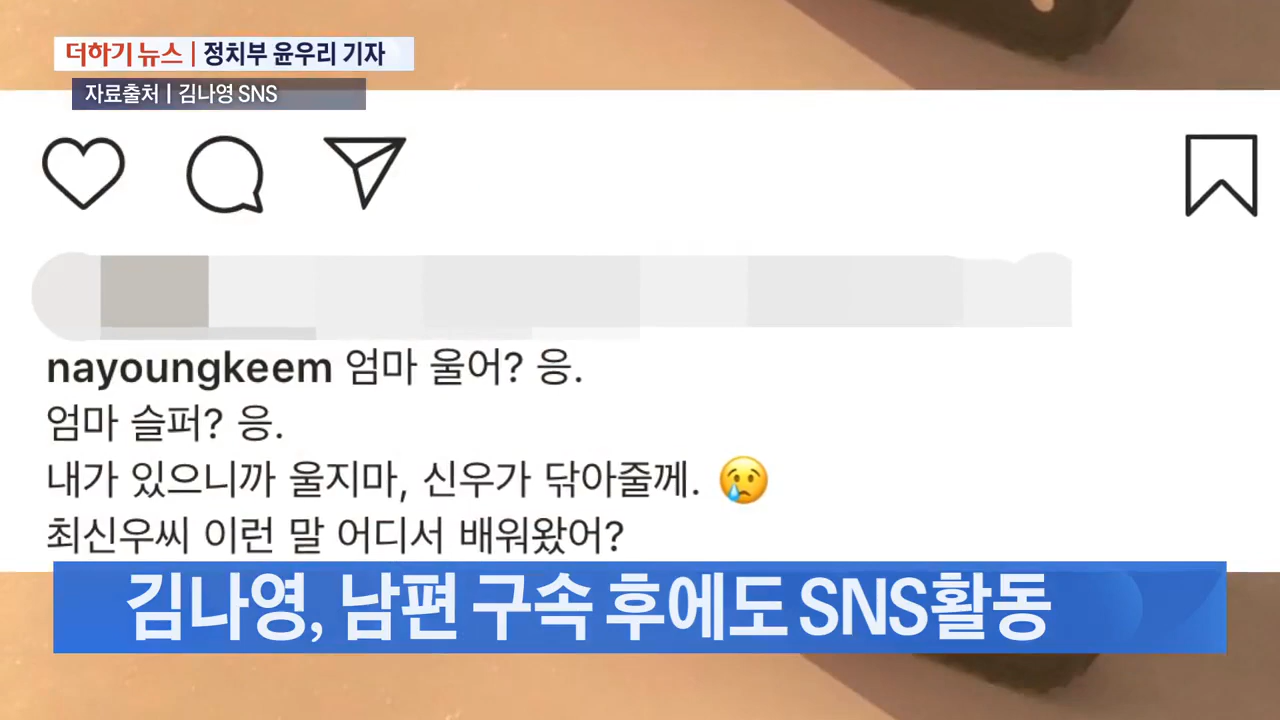 더하기 뉴스 | 정치부 윤우리 기자
자료출처 | 김나영 SNS
nayoungkeem 엄마 울어? 응.
엄마 슬퍼? 응.
내가 있으니까 울지마, 신우가 닦아줄께. 😢
최신우씨 이런 말 어디서 배워왔어?
김나영, 남편 구속 후에도 SNS활동